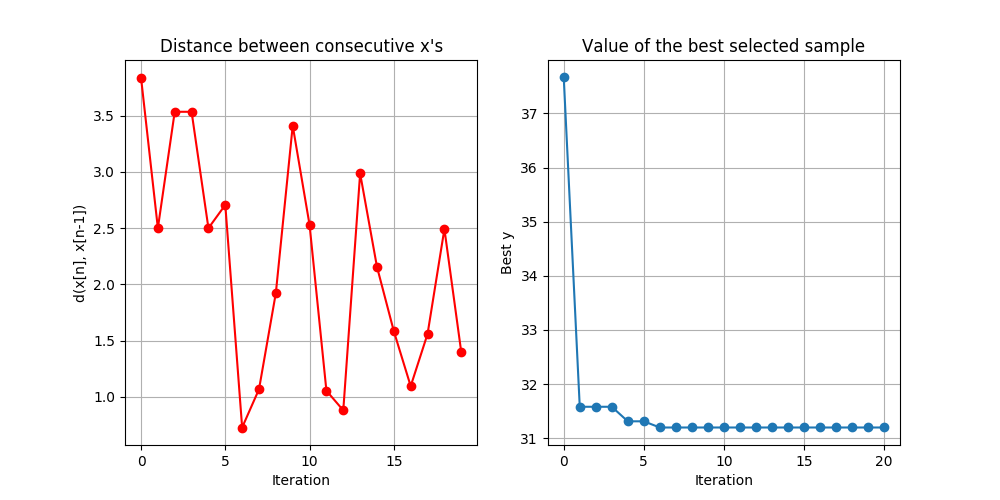 Distance between consecutive x's
3.5
3.0
2.5
2.0
1.5
1.0
d(x[n], x[n-1])
0 5 10 15
Iteration
Value of the best selected sample
37
36
35
34
33
32
31
Best y
0 5 10 15 20
Iteration